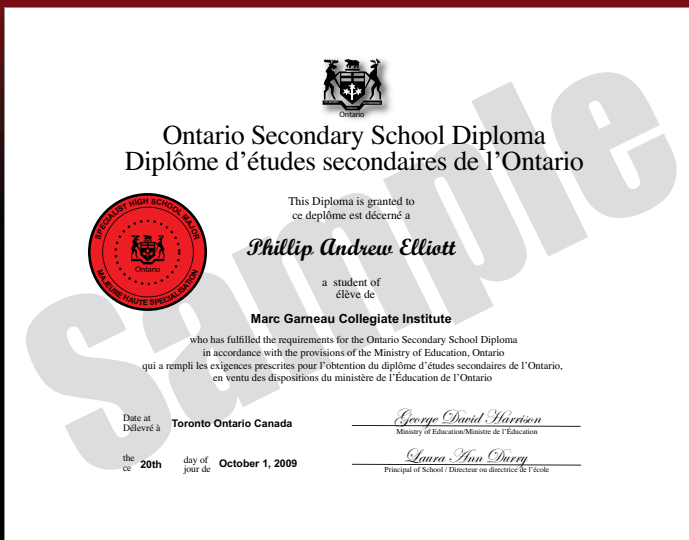 Ontario
Ontario Secondary School Diploma
Diplôme d'études secondaires de l'Ontario
This Diploma is granted to
ce deplôme est décerné a
SPECIALIST HIGH SCHOOL MAJOR
Ontario
MAJEURE HAUTE SPÉCIALISATION
Phillip Andrew Elliott
a student of
élève de
Marc Garneau Collegiate Institute
who has fulfilled the requirements for the Ontario Secondary School Diploma
in accordance with the provisions of the Ministry of Education, Ontario
qui a rempli les exigences prescrites pour l'obtention du diplôme d'études secondaires de l'Ontario,
en ventu des dispositions du ministère de l'Éducation de l'Ontario
Date at
Délevré à
Toronto Ontario Canada
George David Harrison
Ministry of Education/Ministre de l'Éducation
the
ce
20th
day of
jour de
October 1, 2009
Laura Ann Durry
Principal of School / Directeur ou directrice de l'école
Sample